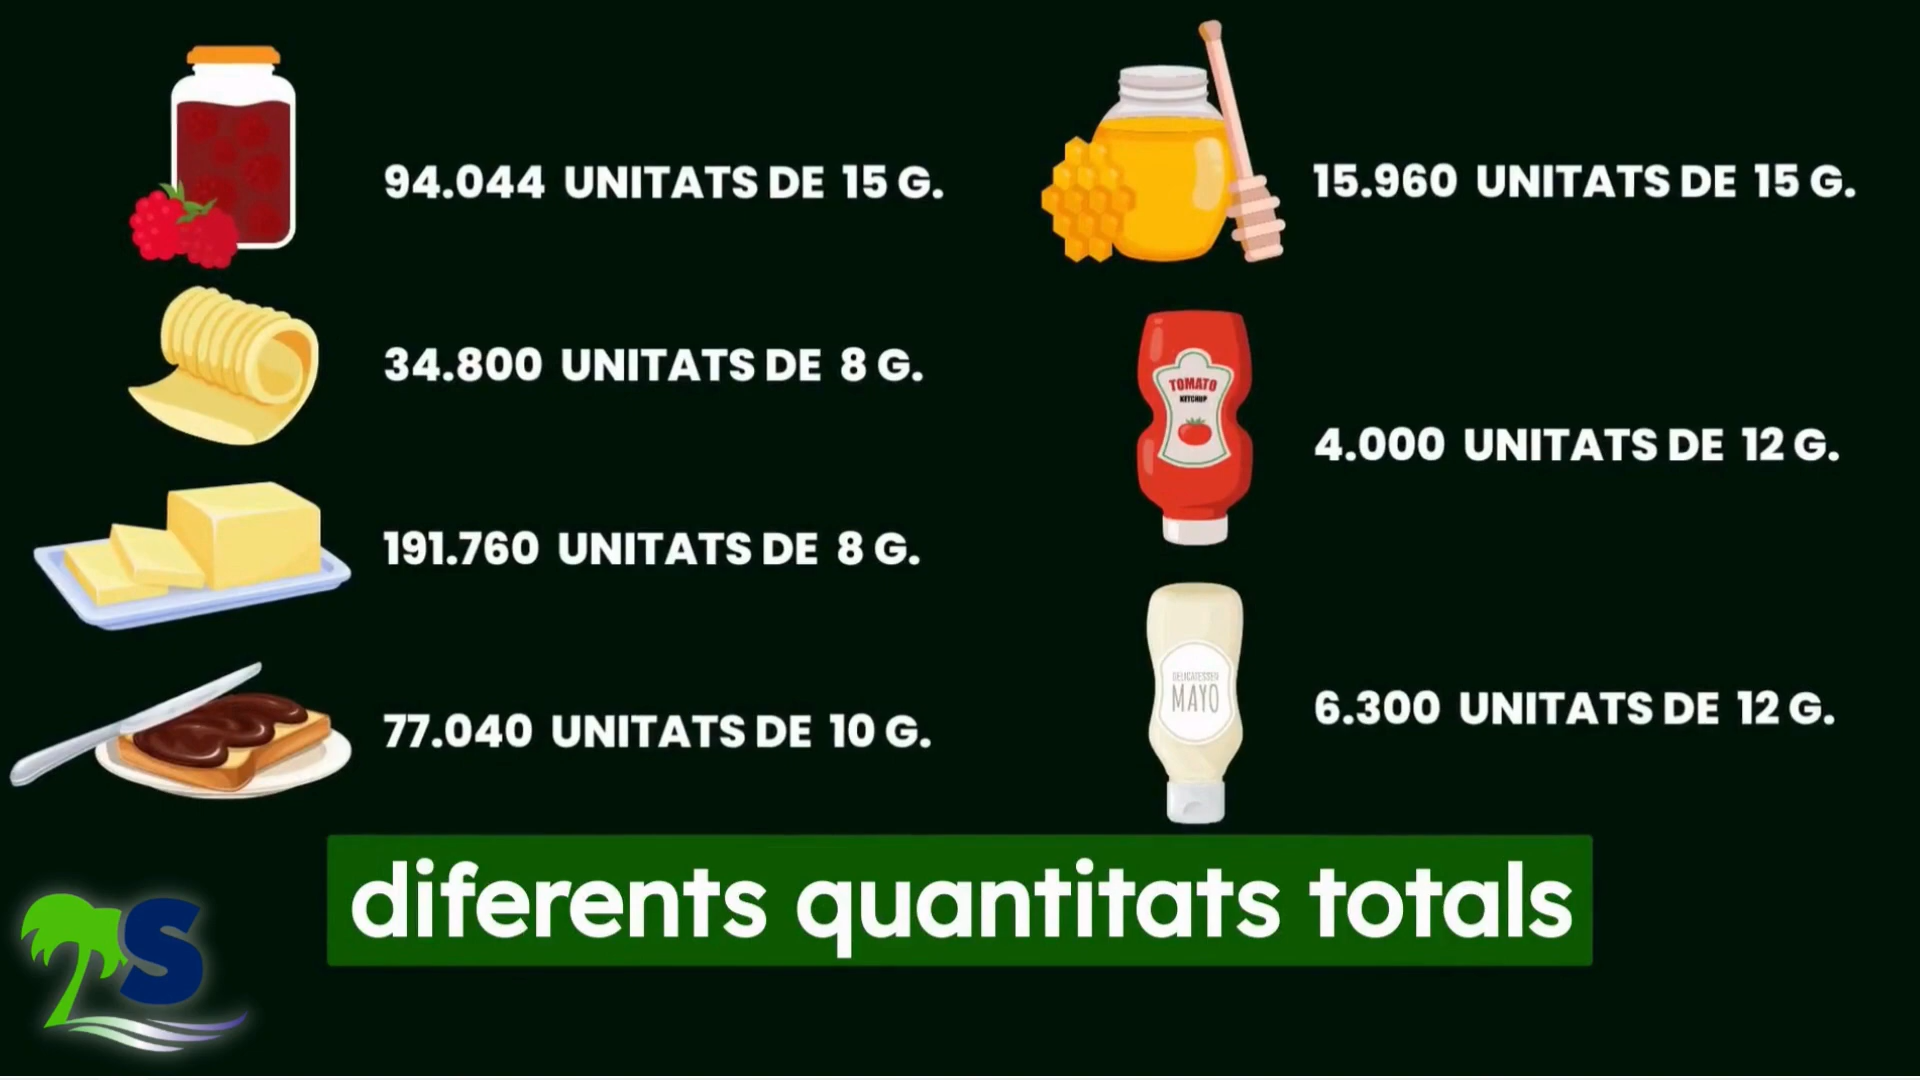 94.044 UNITATS DE 15 G.
34.800 UNITATS DE 8 G.
191.760 UNITATS DE 8 G.
77.040 UNITATS DE 10 G.
15.960 UNITATS DE 15 G.
TOMATO
KETCHUP
4.000 UNITATS DE 12 G.
DELICATESSEN
MAYO
6.300 UNITATS DE 12 G.
diferents quantitats totals
S